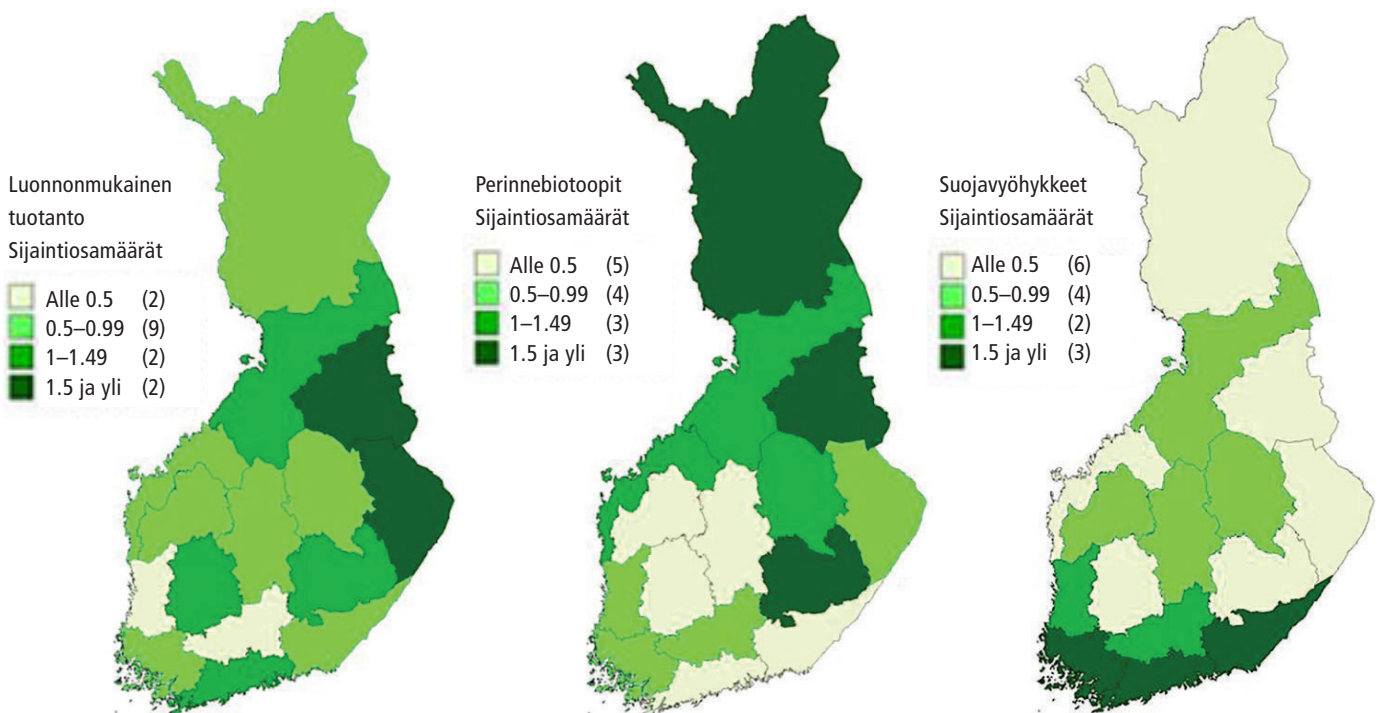 Luonnonmukainen
tuotanto
Sijaintiosamäärät
Alle 0.5 (2)
0.5–0.99 (9)
1–1.49 (2)
1.5 ja yli (2)
Perinnebiotoopit
Sijaintiosamäärät
Alle 0.5 (5)
0.5–0.99 (4)
1–1.49 (3)
1.5 ja yli (3)
Suojavyöhykkeet
Sijaintiosamäärät
Alle 0.5 (6)
0.5–0.99 (4)
1–1.49 (2)
1.5 ja yli (3)